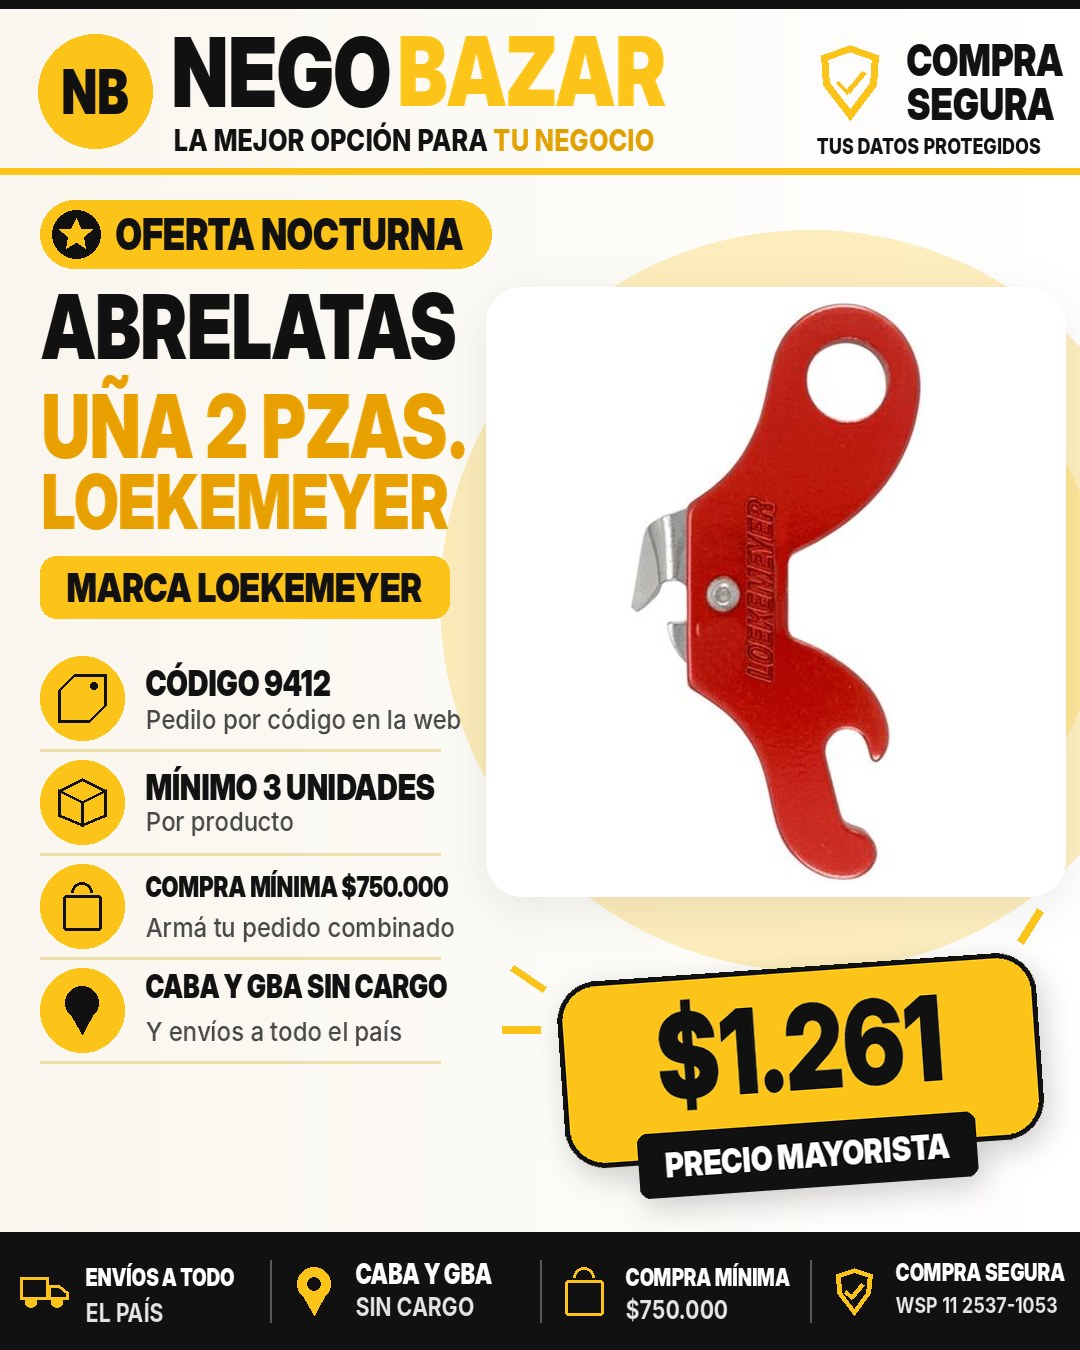 NB
NEGOBAZAR
LA MEJOR OPCIÓN PARA TU NEGOCIO
COMPRA
SEGURA
TUS DATOS PROTEGIDOS
OFERTA NOCTURNA
ABRELATAS
UÑA 2 PZAS.
LOEKEMEYER
MARCA LOEKEMEYER
CÓDIGO 9412
Pedilo por código en la web
MÍNIMO 3 UNIDADES
Por producto
COMPRA MÍNIMA $750.000
Armá tu pedido combinado
CABA Y GBA SIN CARGO
Y envíos a todo el país
LOEKEMEYER
$1.261
PRECIO MAYORISTA
ENVÍOS A TODO
EL PAÍS
CABA Y GBA
SIN CARGO
COMPRA MÍNIMA
$750.000
COMPRA SEGURA
WSP 11 2537-1053